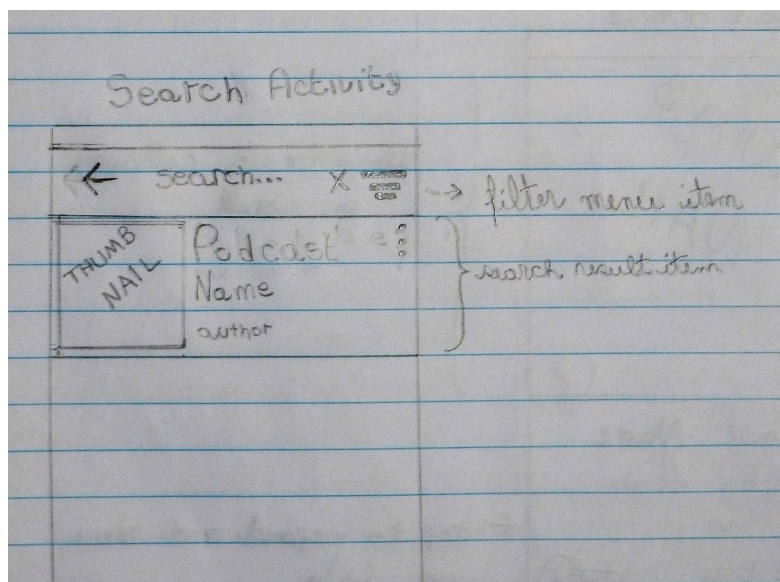 Search Activity
search... X
filter menu item
THUMB
NAIL
Podcast
Name
author
search result item